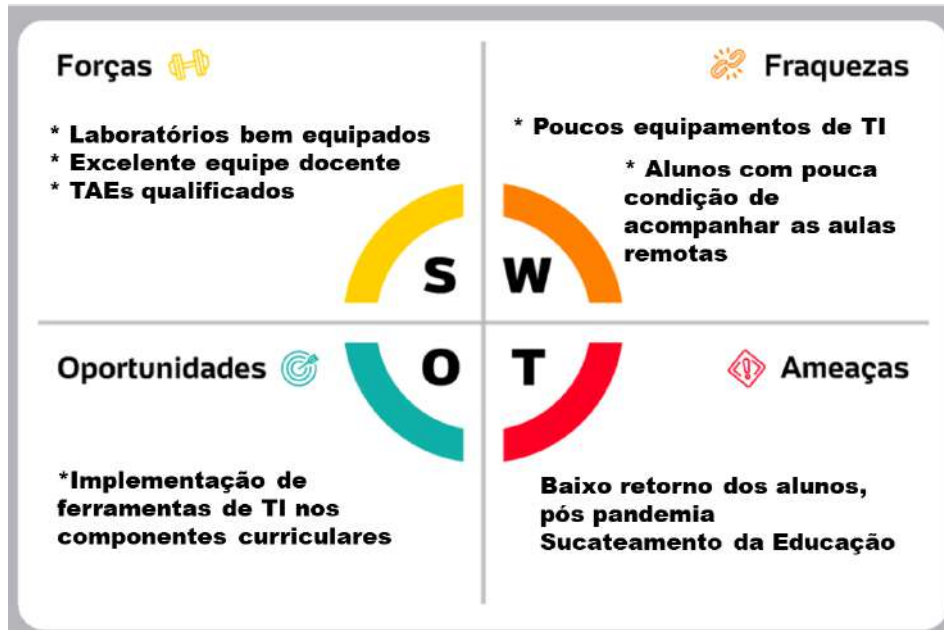 Forças
* Laboratórios bem equipados
* Excelente equipe docente
* TAEs qualificados
Fraquezas
* Poucos equipamentos de TI
* Alunos com pouca
condição de
acompanhar as aulas
remotas
S
W
O
T
Oportunidades
*Implementação de
ferramentas de TI nos
componentes curriculares
Ameaças
Baixo retorno dos alunos,
pós pandemia
Sucateamento da Educação